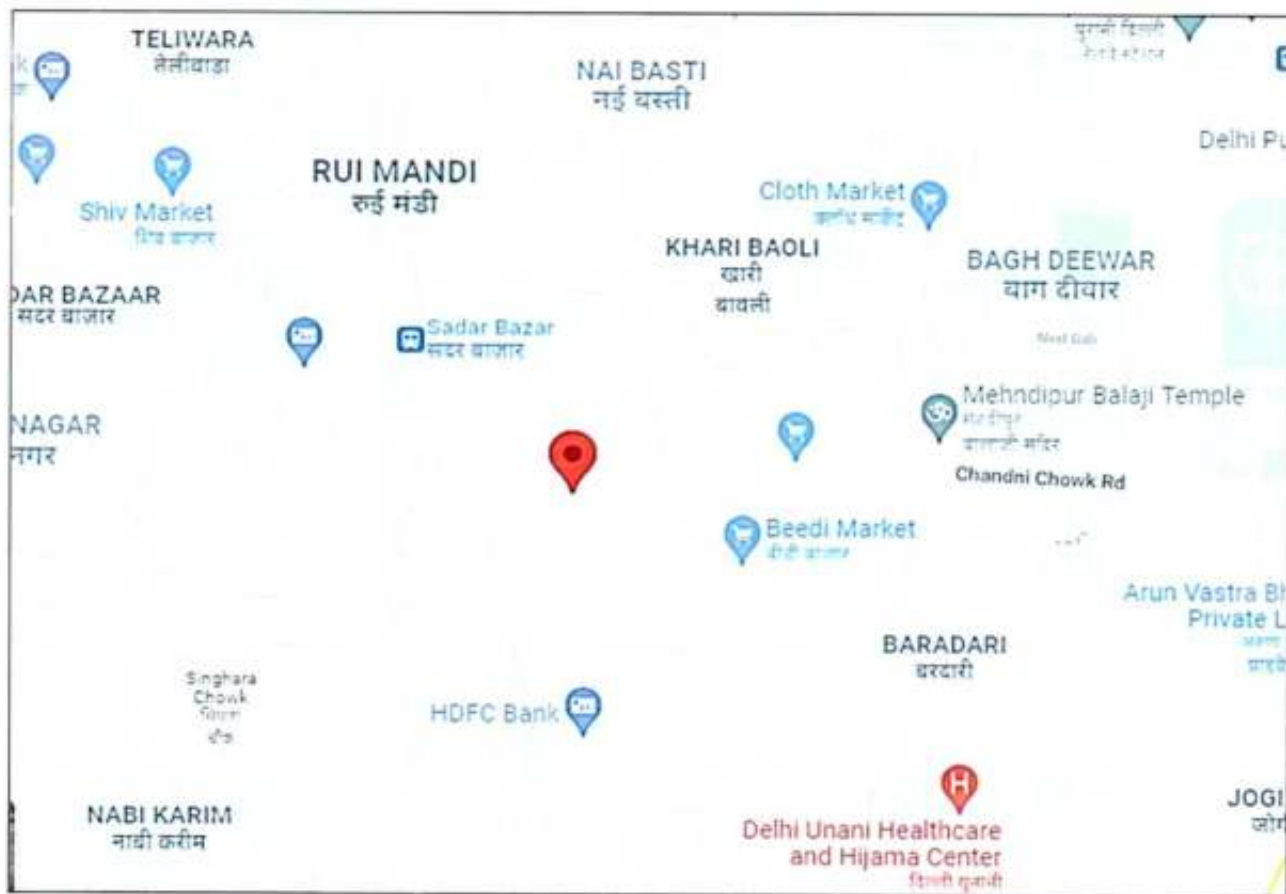 TELIWARA
तेलीवाडा
NAI BASTI
नई बस्ती
पुरानी दिल्ली
Delhi Pu
RUI MANDI
रुई मंडी
Shiv Market
शिव बाज़ार
Cloth Market
क्लॉथ मार्केट
KHARI BAOLI
खारी
बावली
BAGH DEEWAR
बाग दीवार
DAR BAZAAR
सदर बाज़ार
Sadar Bazar
सदर बाज़ार
NAGAR
नगर
Mehndipur Balaji Temple
मेहंदीपुर
बालाजी मंदिर
Chandni Chowk Rd
Beedi Market
बीडी बाज़ार
Arun Vastra Bh
Private L
BARADARI
बरदारी
Singhara
Chowk
चौक
HDFC Bank
H
NABI KARIM
नाबी करीम
Delhi Unani Healthcare
and Hijama Center
दिल्ली यूनानी
JOGI
जोगी